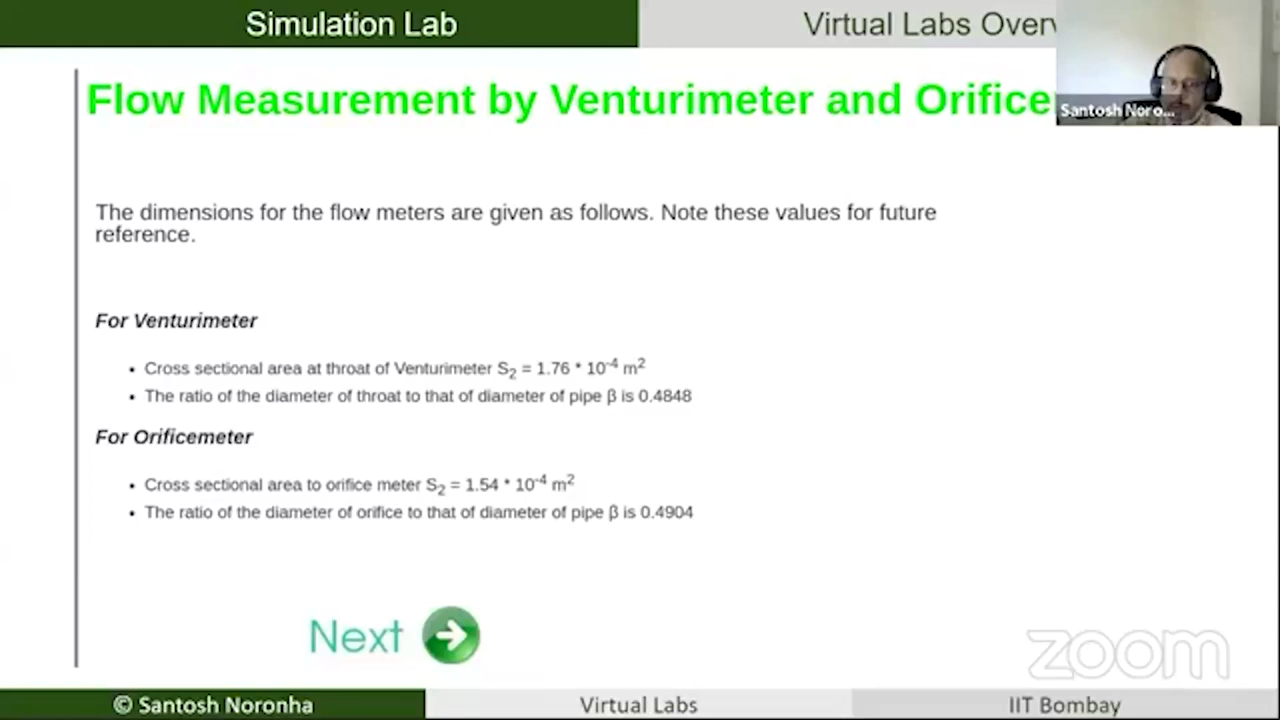 Simulation Lab
Virtual Labs Overv
Flow Measurement by Venturimeter and Orifice
Santosh Noro...
The dimensions for the flow meters are given as follows. Note these values for future
reference.
For Venturimeter
• Cross sectional area at throat of Venturimeter S₂ = 1.76 * 10⁻⁴ m²
• The ratio of the diameter of throat to that of diameter of pipe β is 0.4848
For Orificemeter
• Cross sectional area to orifice meter S₂ = 1.54 * 10⁻⁴ m²
• The ratio of the diameter of orifice to that of diameter of pipe β is 0.4904
Next
zoom
© Santosh Noronha
Virtual Labs
IIT Bombay